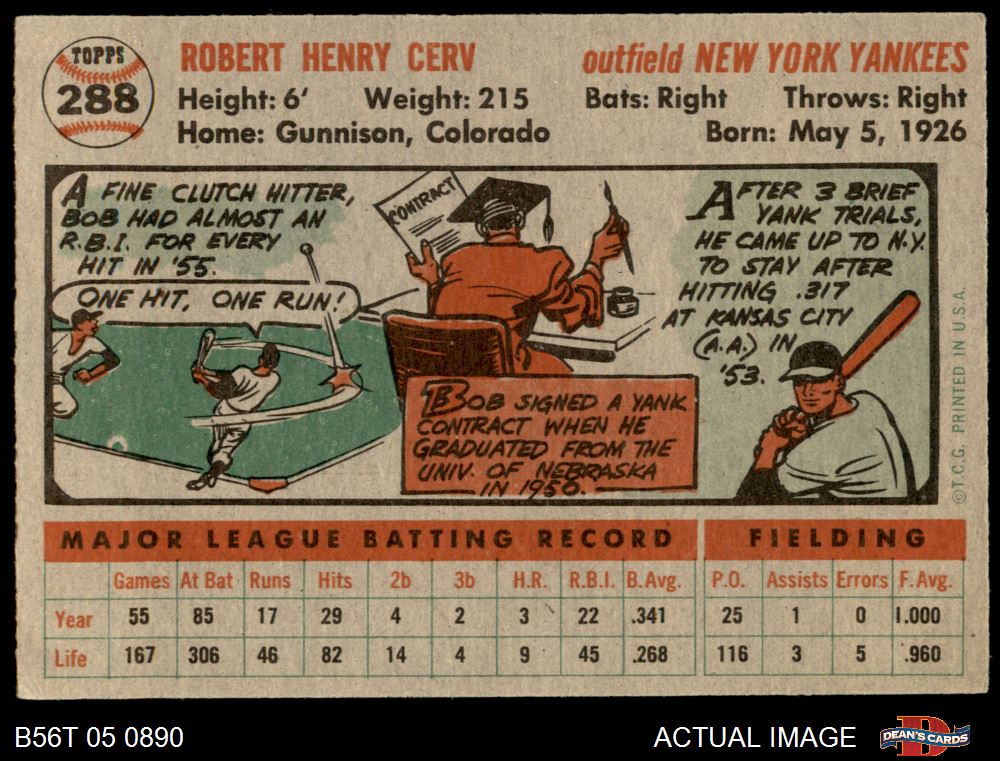 TOPPS
288
ROBERT HENRY CERV
outfield NEW YORK YANKEES
Height: 6' Weight: 215 Bats: Right Throws: Right
Home: Gunnison, Colorado Born: May 5, 1926
A FINE CLUTCH HITTER,
BOB HAD ALMOST AN
R.B.I. FOR EVERY
HIT IN '55.
ONE HIT, ONE RUN!
CONTRACT
BOB SIGNED A YANK
CONTRACT WHEN HE
GRADUATED FROM THE
UNIV. OF NEBRASKA
IN 1950.
AFTER 3 BRIEF
YANK TRIALS,
HE CAME UP TO N.Y.
TO STAY AFTER
HITTING .317
AT KANSAS CITY
(A.A.) IN
'53.
©T.C.G. PRINTED IN U.S.A.
MAJOR LEAGUE BATTING RECORD FIELDING
Games At Bat Runs Hits 2b 3b H.R. R.B.I. B.Avg. P.O. Assists Errors F.Avg.
Year 55 85 17 29 4 2 3 22 .341 25 1 0 1.000
Life 167 306 46 82 14 4 9 45 .268 116 3 5 .960
B56T 05 0890 ACTUAL IMAGE DEAN'S CARDS